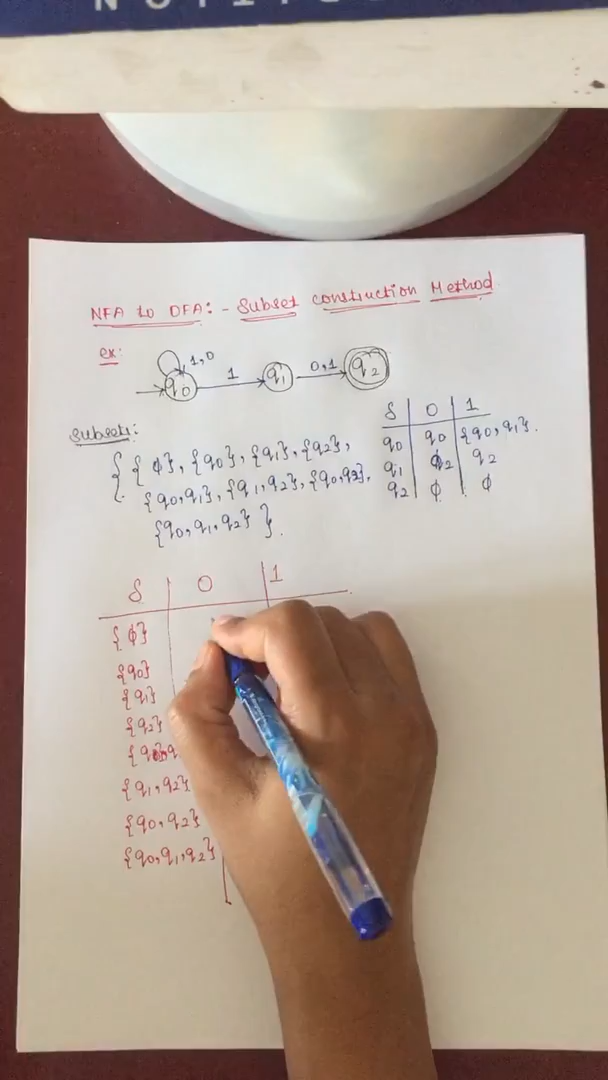 NFA to DFA:- Subset construction Method
ex:
1,0
q0 1 q1 0,1 q2
Subsets:
{ {ϕ}, {q0}, {q1}, {q2},
{q0,q1}, {q1,q2}, {q0,q2},
{q0,q1,q2} }.
δ 0 1
q0 q0 {q0,q1}.
q1 q2 q2
q2 ϕ ϕ
δ 0 1
{ϕ}
{q0}
{q1}
{q2}
{q1,q2}
{q0,q2}
{q0,q1,q2}